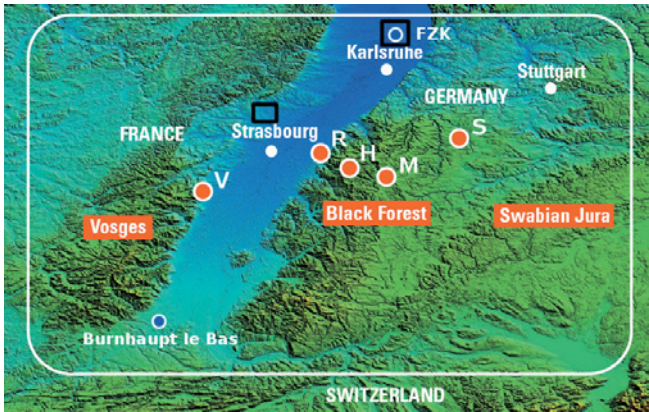 FZK
Karlsruhe
Stuttgart
GERMANY
FRANCE
Strasbourg
R
S
H
M
V
Vosges
Black Forest
Swabian Jura
Burnhaupt le Bas
SWITZERLAND